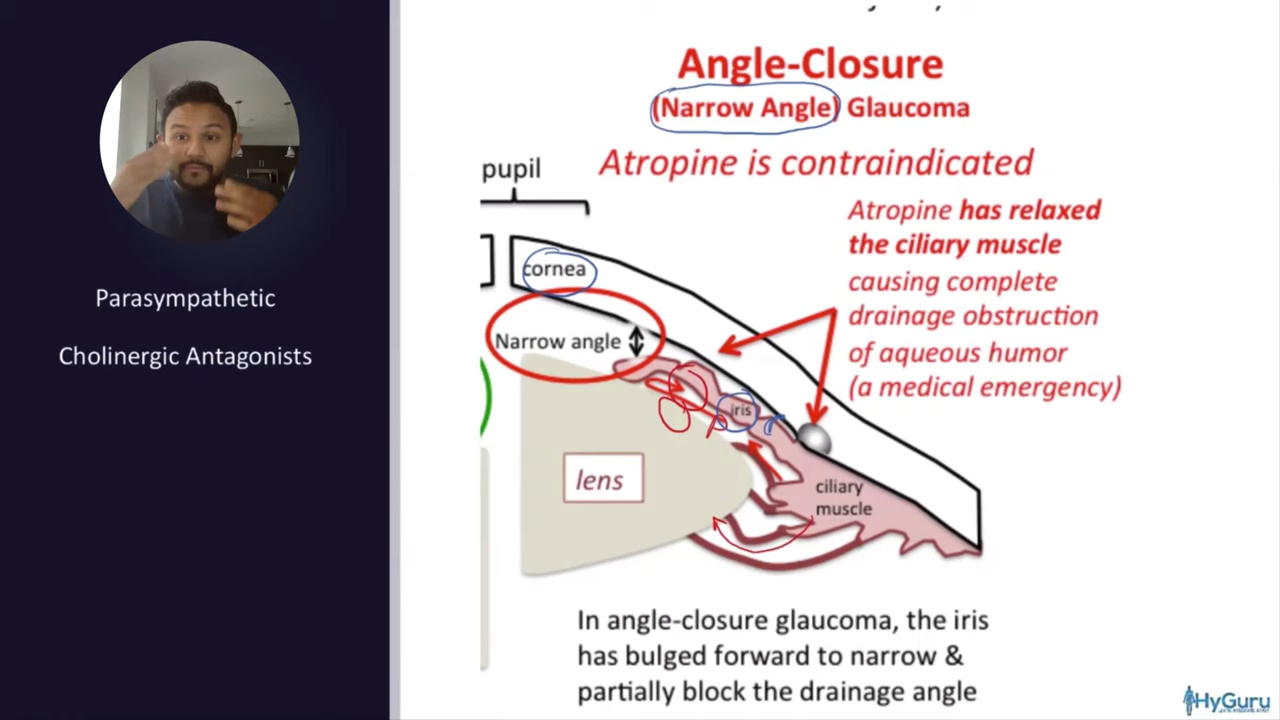 Parasympathetic
Cholinergic Antagonists
Angle-Closure
(Narrow Angle) Glaucoma
Atropine is contraindicated
pupil
Atropine has relaxed
the ciliary muscle
causing complete
drainage obstruction
of aqueous humor
(a medical emergency)
cornea
Narrow angle
iris
lens
ciliary
muscle
In angle-closure glaucoma, the iris
has bulged forward to narrow &
partially block the drainage angle
HyGuru